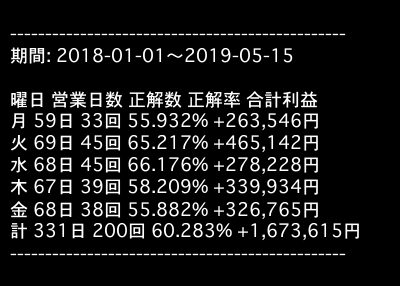 ------------------------------------------------
期間: 2018-01-01～2019-05-15
曜日 営業日数 正解数 正解率 合計利益
月 59日 33回 55.932% +263,546円
火 69日 45回 65.217% +465,142円
水 68日 45回 66.176% +278,228円
木 67日 39回 58.209% +339,934円
金 68日 38回 55.882% +326,765円
計 331日 200回 60.283% +1,673,615円
------------------------------------------------